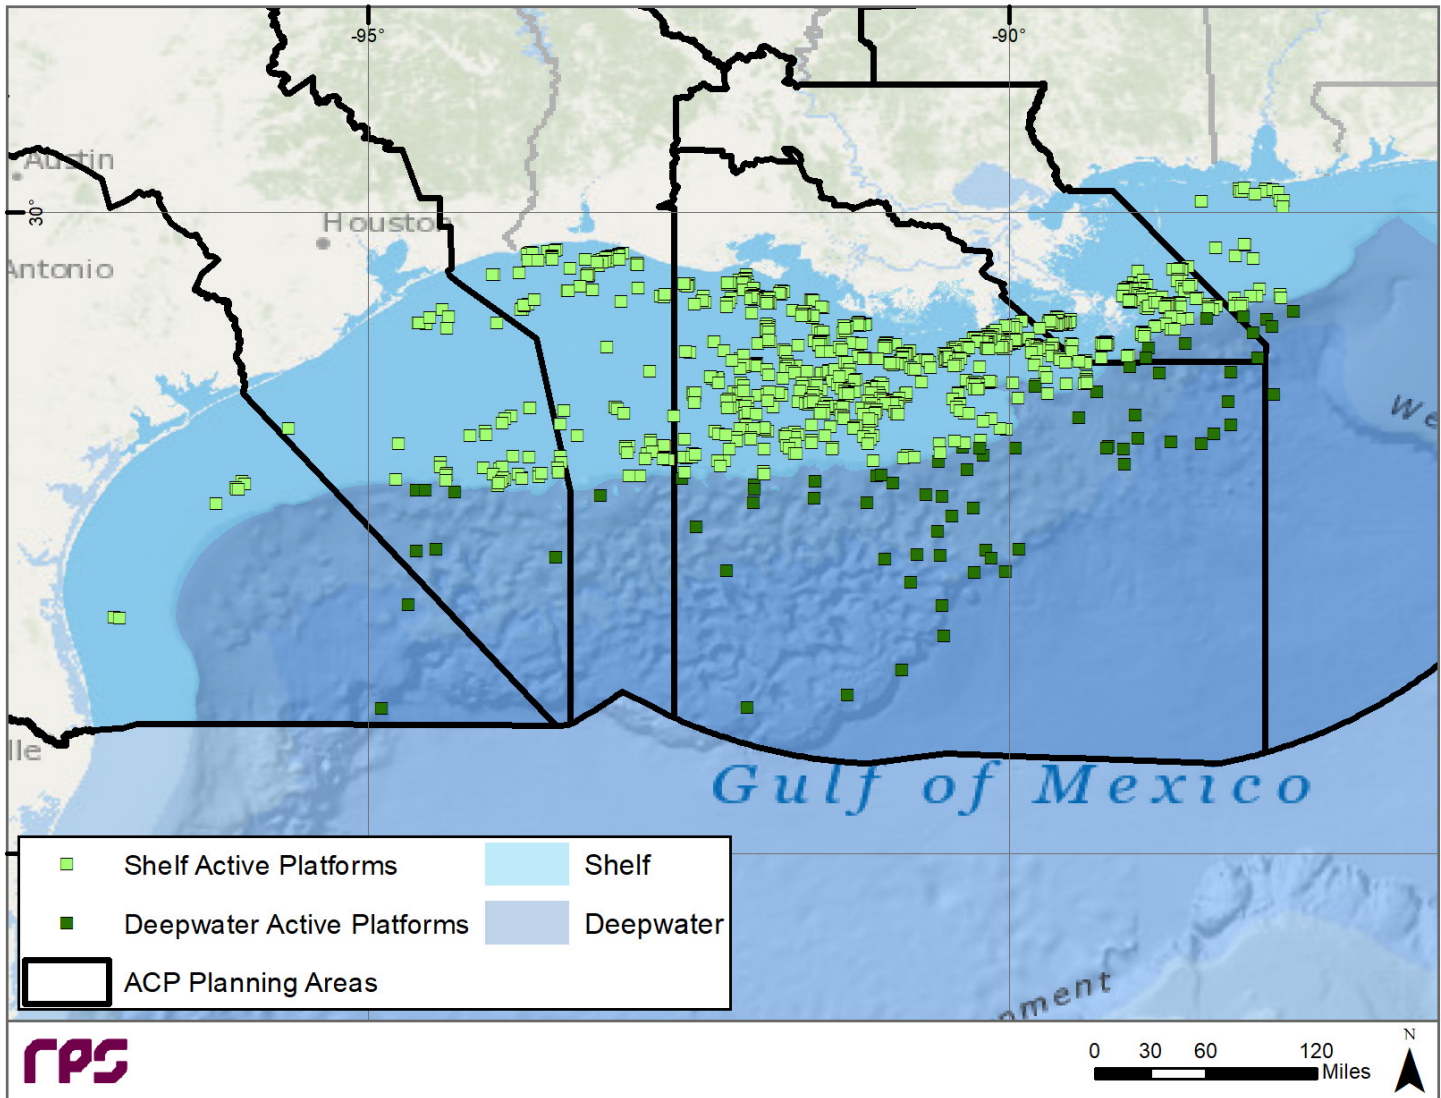 -95°
-90°
Austin
30°
Houston
Antonio
We
lle
Gulf of Mexico
Shelf Active Platforms
Shelf
Deepwater Active Platforms
Deepwater
ACP Planning Areas
pment
rps
0 30 60 120
Miles
N